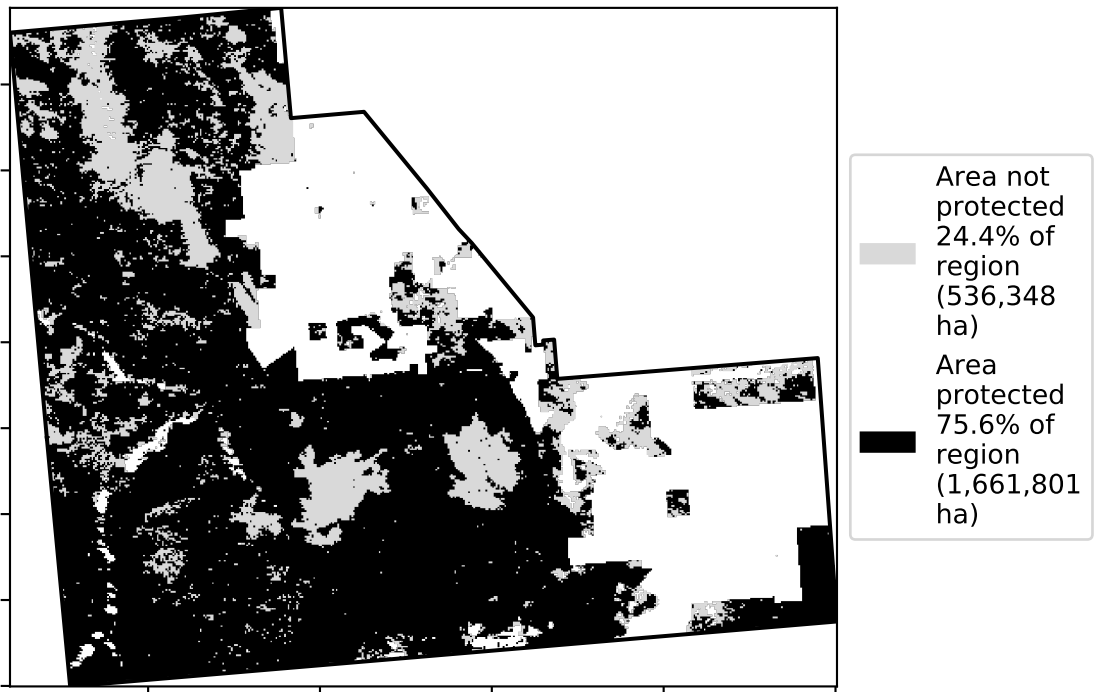 Area not
protected
24.4% of
region
(536,348
ha)
Area
protected
75.6% of
region
(1,661,801
ha)